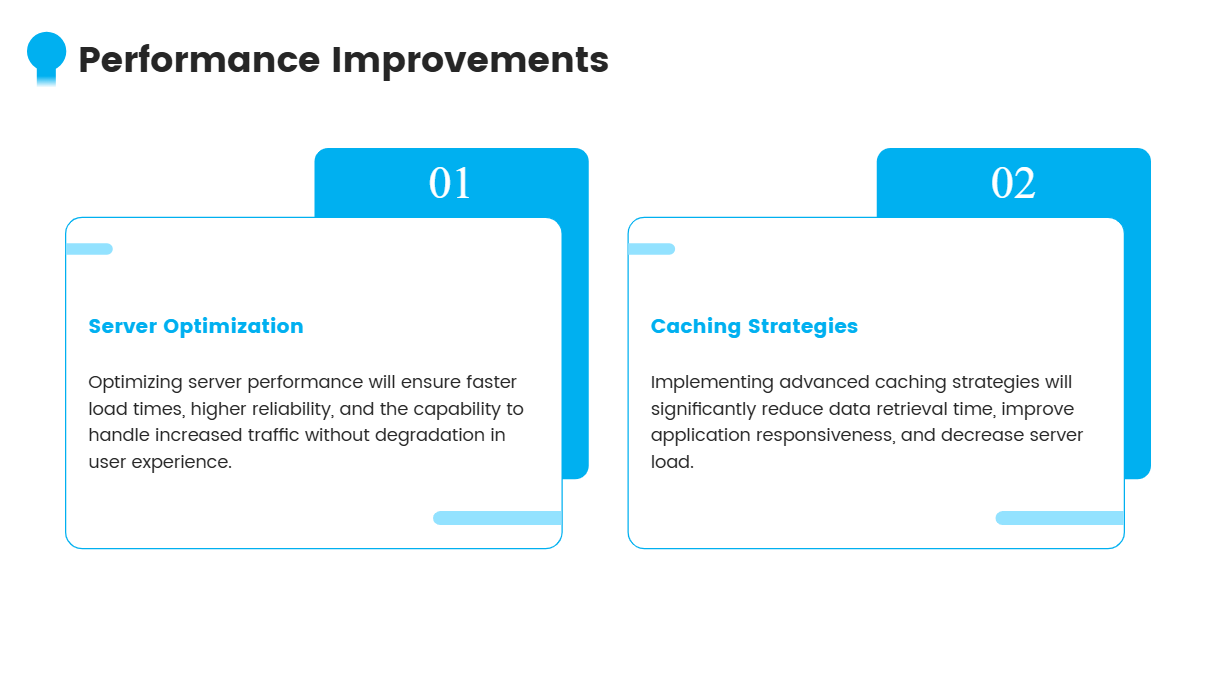 Performance Improvements
01
Server Optimization
Optimizing server performance will ensure faster
load times, higher reliability, and the capability to
handle increased traffic without degradation in
user experience.
02
Caching Strategies
Implementing advanced caching strategies will
significantly reduce data retrieval time, improve
application responsiveness, and decrease server
load.